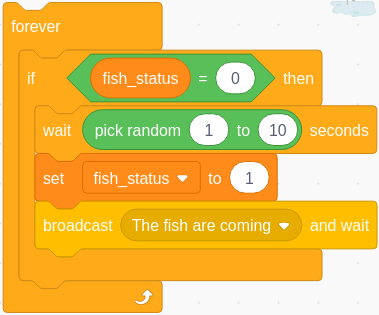 forever
if fish_status = 0 then
wait pick random 1 to 10 seconds
set fish_status to 1
broadcast The fish are coming and wait